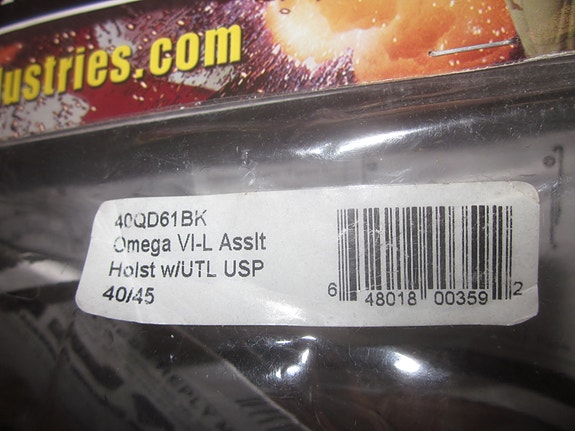 ustries.com
40QD61BK
Omega VI-L Asslt
Holst w/UTL USP
40/45
6 48018 00359 2